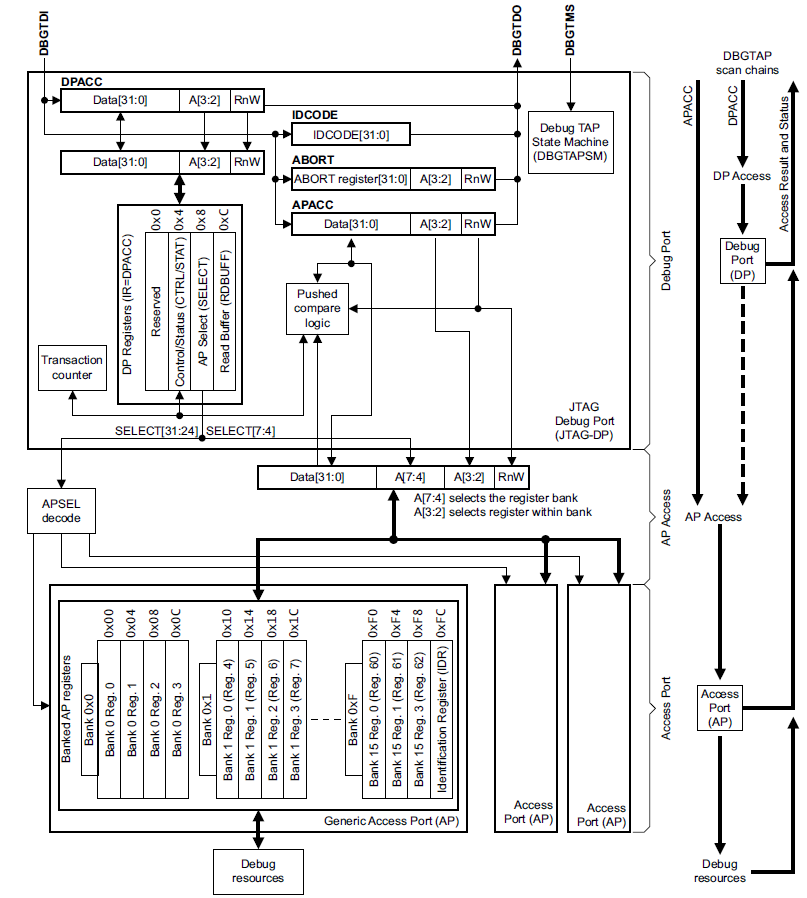 DBGTDI
DBGTDO
DBGTMS
DPACC
Data[31:0]
A[3:2]
RnW
IDCODE
IDCODE[31:0]
Debug TAP
State Machine
(DBGTAPSM)
Data[31:0]
A[3:2]
RnW
ABORT
ABORT register[31:0]
A[3:2]
RnW
APACC
Data[31:0]
A[3:2]
RnW
DP Registers (IR=DPACC)
0x0
0x4
0x8
0xC
Reserved
Control/Status (CTRL/STAT)
AP Select (SELECT)
Read Buffer (RDBUFF)
Pushed
compare
logic
Transaction
counter
JTAG
Debug Port
(JTAG-DP)
SELECT[31:24]
SELECT[7:4]
Data[31:0]
A[7:4]
A[3:2]
RnW
A[7:4] selects the register bank
A[3:2] selects register within bank
APSEL
decode
Banked AP registers
0x00
0x04
0x08
0x0C
Bank 0x0
Bank 0 Reg. 0
Bank 0 Reg. 1
Bank 0 Reg. 2
Bank 0 Reg. 3
0x10
0x14
0x18
0x1C
Bank 0x1
Bank 1 Reg. 0 (Reg. 4)
Bank 1 Reg. 1 (Reg. 5)
Bank 1 Reg. 2 (Reg. 6)
Bank 1 Reg. 3 (Reg. 7)
0xF0
0xF4
0xF8
0xFC
Bank 0xF
Bank 15 Reg. 0 (Reg. 60)
Bank 15 Reg. 1 (Reg. 61)
Bank 15 Reg. 3 (Reg. 62)
Identification Register (IDR)
Generic Access Port (AP)
Access
Port (AP)
Access
Port (AP)
Debug
resources
Debug Port
AP Access
Access Port
DBGTAP
scan chains
APACC
DPACC
Access Result and Status
DP Access
Debug
Port
(DP)
AP Access
Access
Port
(AP)
Debug
resources